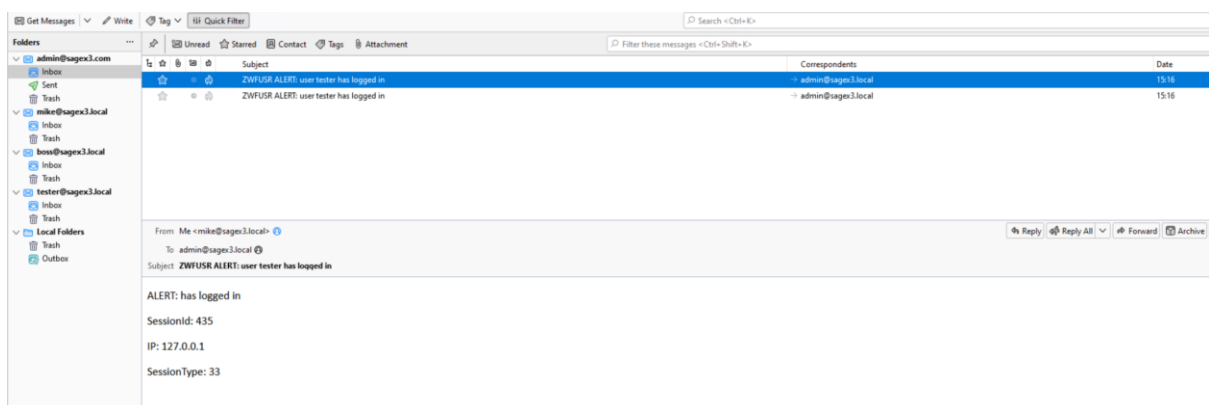 Get Messages Write Tag Quick Filter Search <Ctrl+K>
Folders ... Unread Starred Contact Tags Attachment Filter these messages <Ctrl+Shift+K>
admin@sagex3.com
Inbox
Sent
Trash
mike@sagex3.local
Inbox
Trash
boss@sagex3.local
Inbox
Trash
tester@sagex3.local
Inbox
Trash
Local Folders
Trash
Outbox
Subject Correspondents Date
ZWFUSR ALERT: user tester has logged in admin@sagex3.local 15:16
ZWFUSR ALERT: user tester has logged in admin@sagex3.local 15:16
From Me <mike@sagex3.local> Reply Reply All Forward Archive
To admin@sagex3.local
Subject ZWFUSR ALERT: user tester has logged in
ALERT: has logged in
SessionId: 435
IP: 127.0.0.1
SessionType: 33